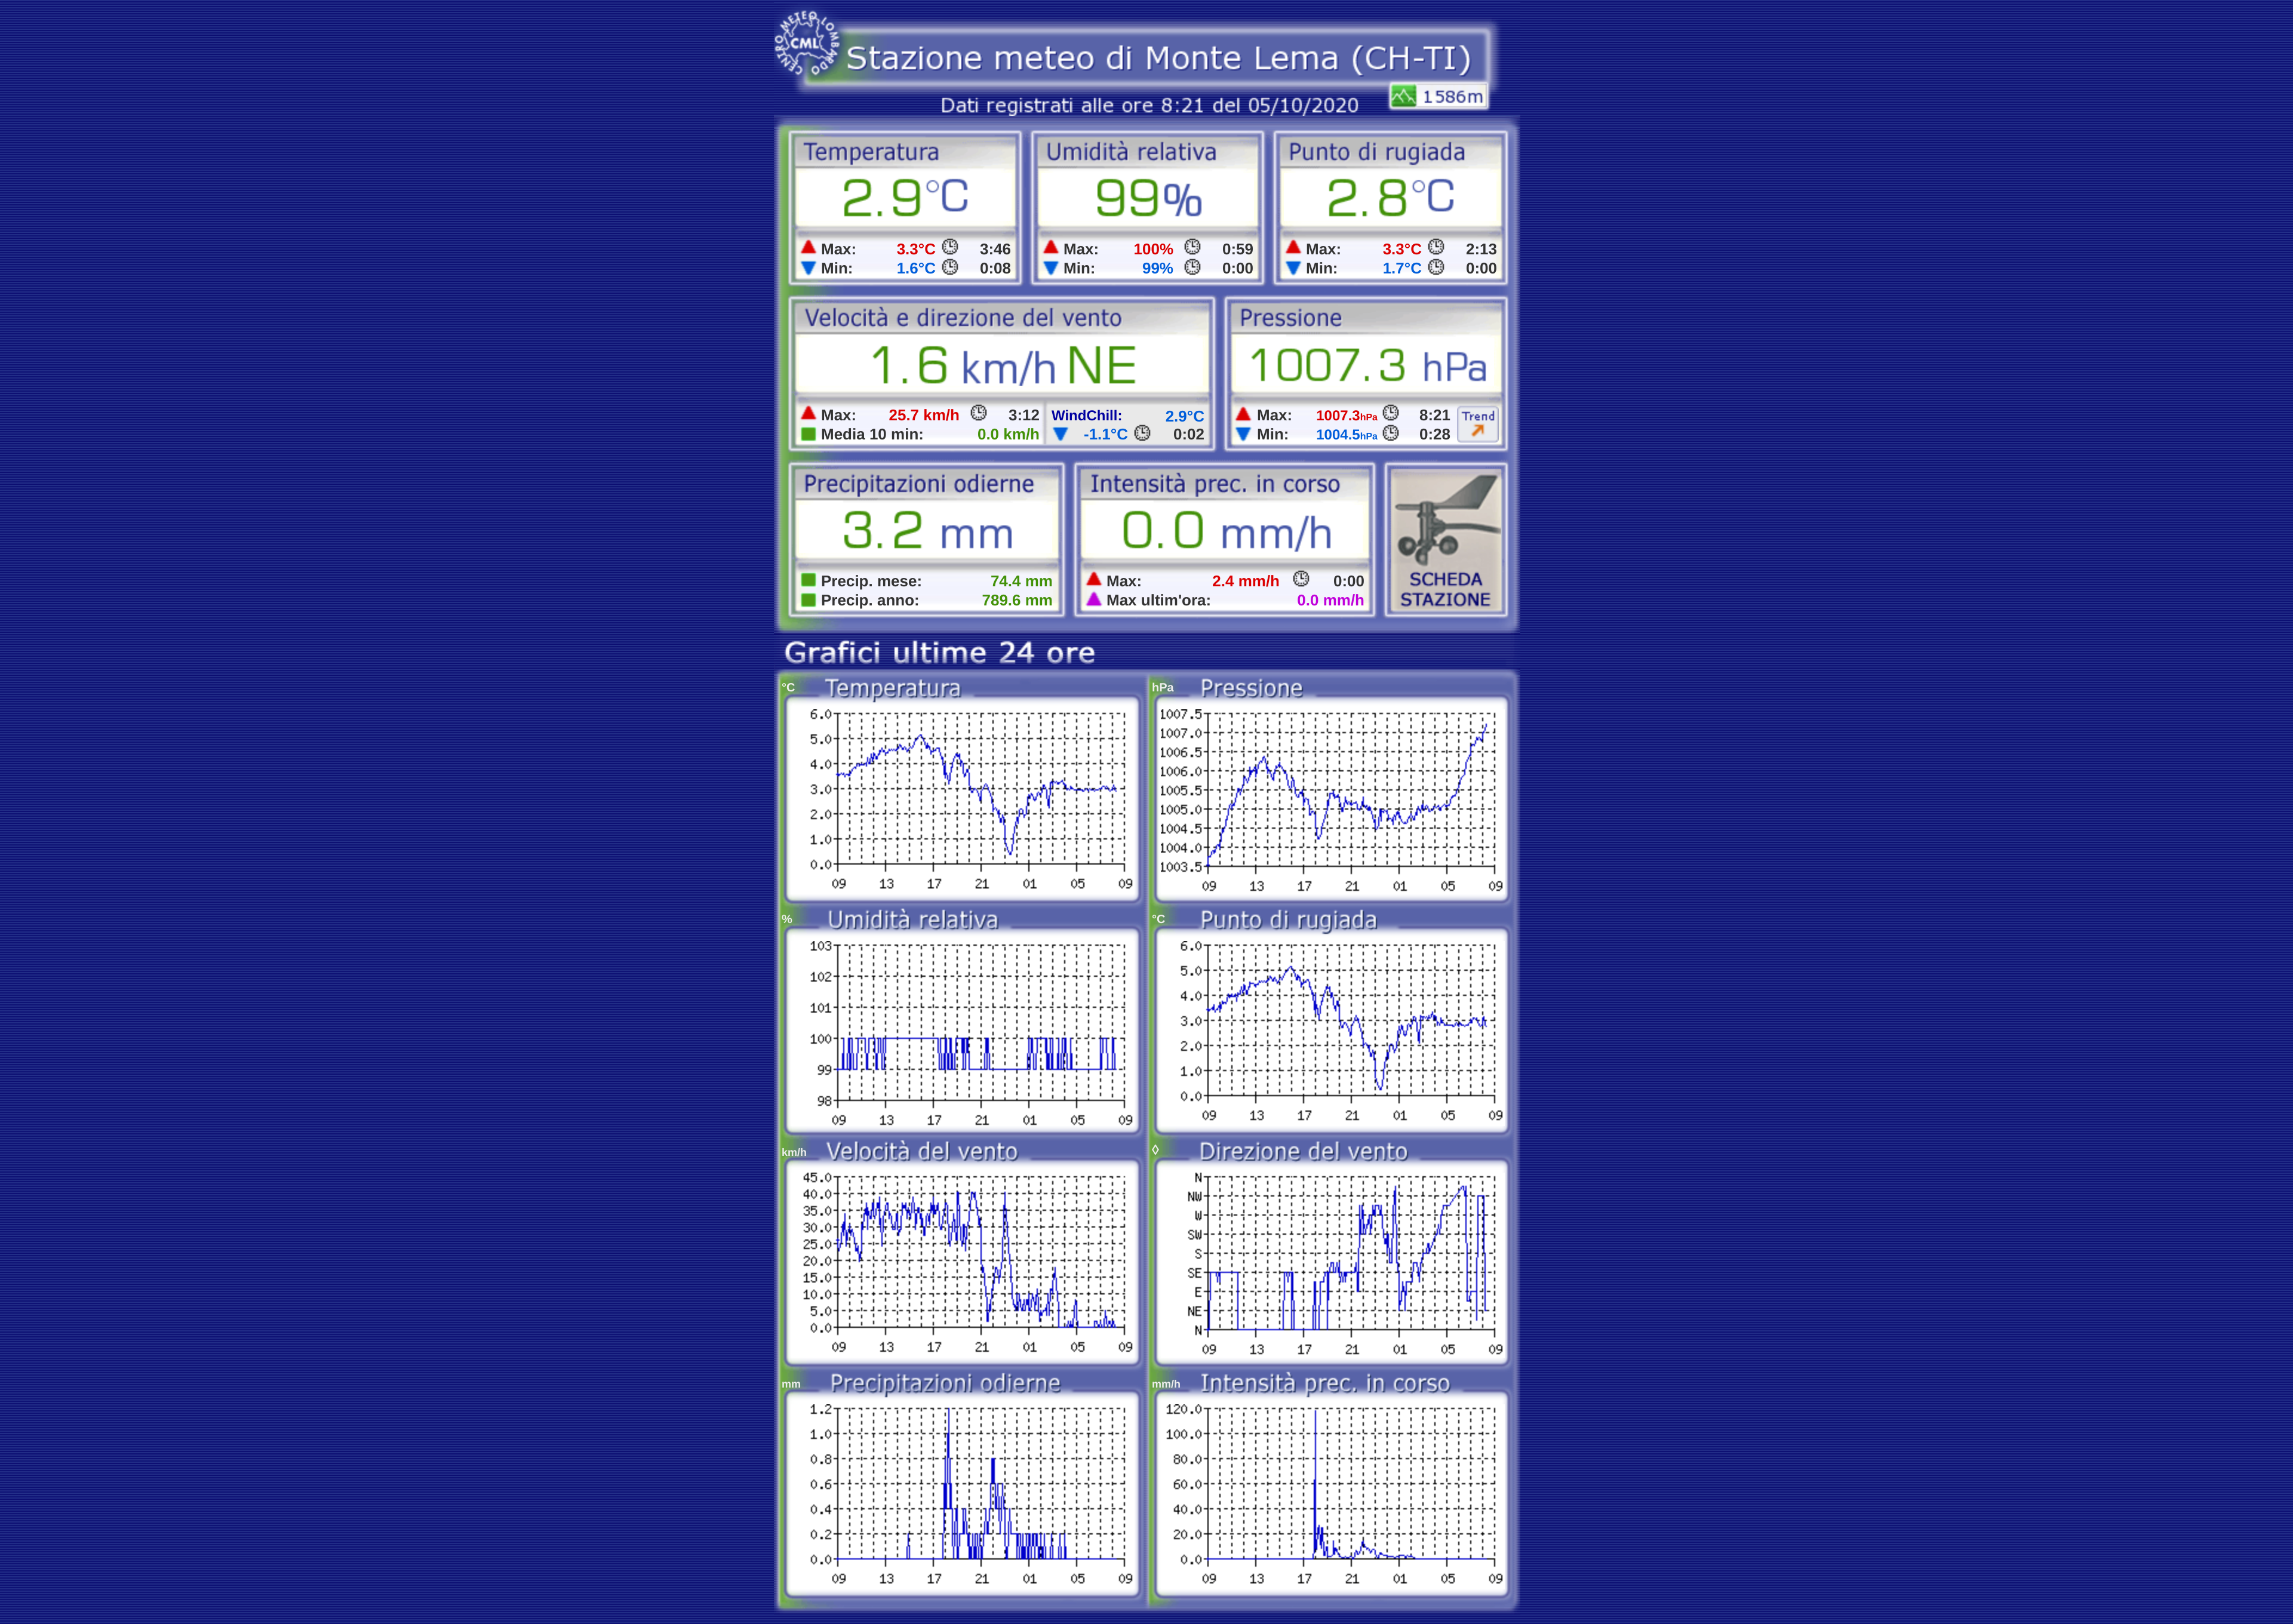 CENTRO METEO LOMBARDO
CML
Stazione meteo di Monte Lema (CH-TI)
Dati registrati alle ore 8:21 del 05/10/2020
1586m
Temperatura
2.9°C
Max: 3.3°C 3:46
Min: 1.6°C 0:08
Umidità relativa
99%
Max: 100% 0:59
Min: 99% 0:00
Punto di rugiada
2.8°C
Max: 3.3°C 2:13
Min: 1.7°C 0:00
Velocità e direzione del vento
1.6 km/h NE
Max: 25.7 km/h 3:12
Media 10 min: 0.0 km/h
WindChill: 2.9°C
-1.1°C 0:02
Pressione
1007.3 hPa
Max: 1007.3hPa 8:21
Min: 1004.5hPa 0:28
Trend
Precipitazioni odierne
3.2 mm
Precip. mese: 74.4 mm
Precip. anno: 789.6 mm
Intensità prec. in corso
0.0 mm/h
Max: 2.4 mm/h 0:00
Max ultim'ora: 0.0 mm/h
SCHEDA
STAZIONE
Grafici ultime 24 ore
°C Temperatura
6.0
5.0
4.0
3.0
2.0
1.0
0.0
09 13 17 21 01 05 09
hPa Pressione
1007.5
1007.0
1006.5
1006.0
1005.5
1005.0
1004.5
1004.0
1003.5
09 13 17 21 01 05 09
% Umidità relativa
103
102
101
100
99
98
09 13 17 21 01 05 09
°C Punto di rugiada
6.0
5.0
4.0
3.0
2.0
1.0
0.0
09 13 17 21 01 05 09
km/h Velocità del vento
45.0
40.0
35.0
30.0
25.0
20.0
15.0
10.0
5.0
0.0
09 13 17 21 01 05 09
◊ Direzione del vento
N
NW
W
SW
S
SE
E
NE
N
09 13 17 21 01 05 09
mm Precipitazioni odierne
1.2
1.0
0.8
0.6
0.4
0.2
0.0
09 13 17 21 01 05 09
mm/h Intensità prec. in corso
120.0
100.0
80.0
60.0
40.0
20.0
0.0
09 13 17 21 01 05 09